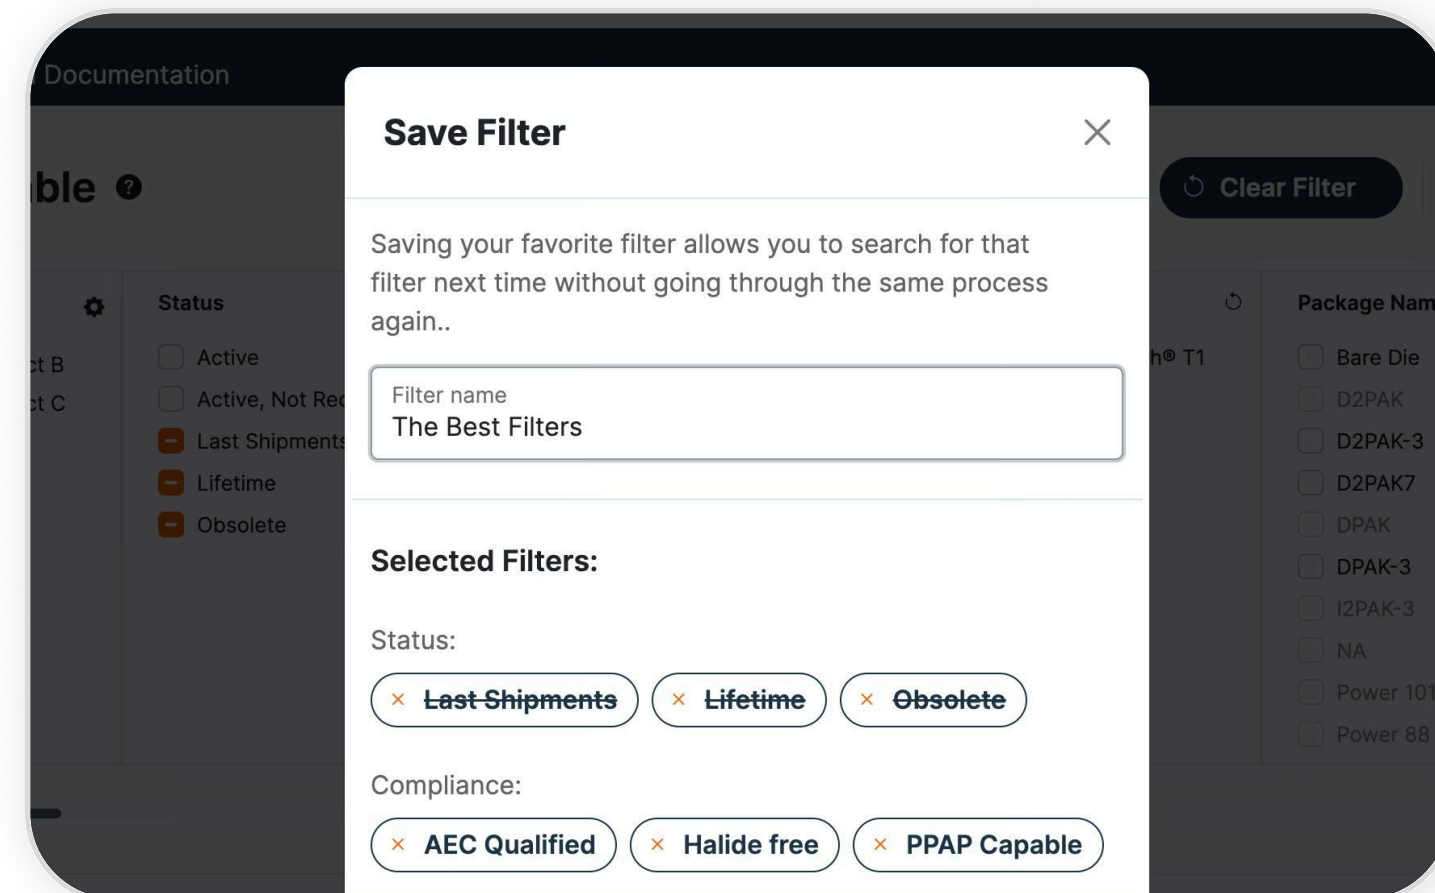 Documentation
Save Filter
Clear Filter
Saving your favorite filter allows you to search for that
filter next time without going through the same process
again..
Status
Package Nam
Active
Bare Die
ct B
h® T1
Active, Not Rec
D2PAK
ct C
Filter name
The Best Filters
Last Shipments
D2PAK-3
Lifetime
D2PAK7
Obsolete
DPAK
DPAK-3
I2PAK-3
NA
Power 101
Power 88
Selected Filters:
Status:
Last Shipments
Lifetime
Obsolete
Compliance:
AEC Qualified
Halide free
PPAP Capable